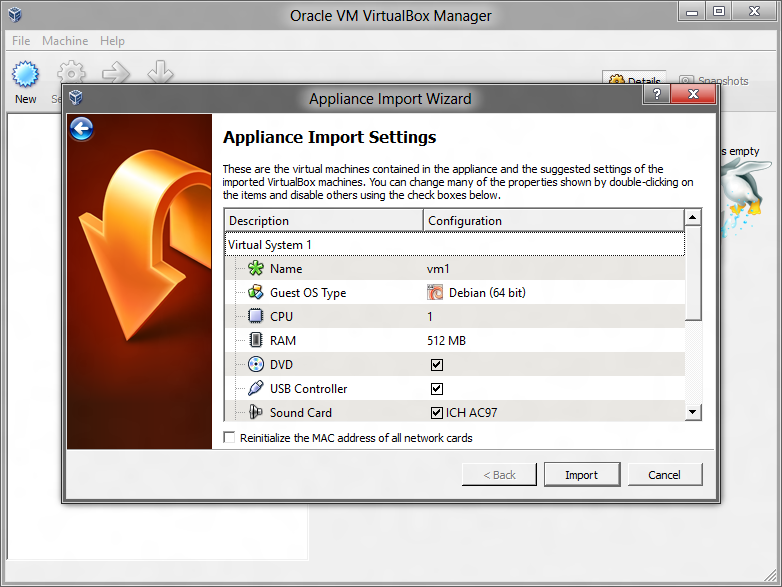 Oracle VM VirtualBox Manager
File Machine Help
New
Details
Snapshots
Appliance Import Wizard
?
s empty
Appliance Import Settings
These are the virtual machines contained in the appliance and the suggested settings of the
imported VirtualBox machines. You can change many of the properties shown by double-clicking on
the items and disable others using the check boxes below.
Description Configuration
Virtual System 1
Name vm1
Guest OS Type Debian (64 bit)
CPU 1
RAM 512 MB
DVD
USB Controller
Sound Card ICH AC97
Reinitialize the MAC address of all network cards
< Back Import Cancel